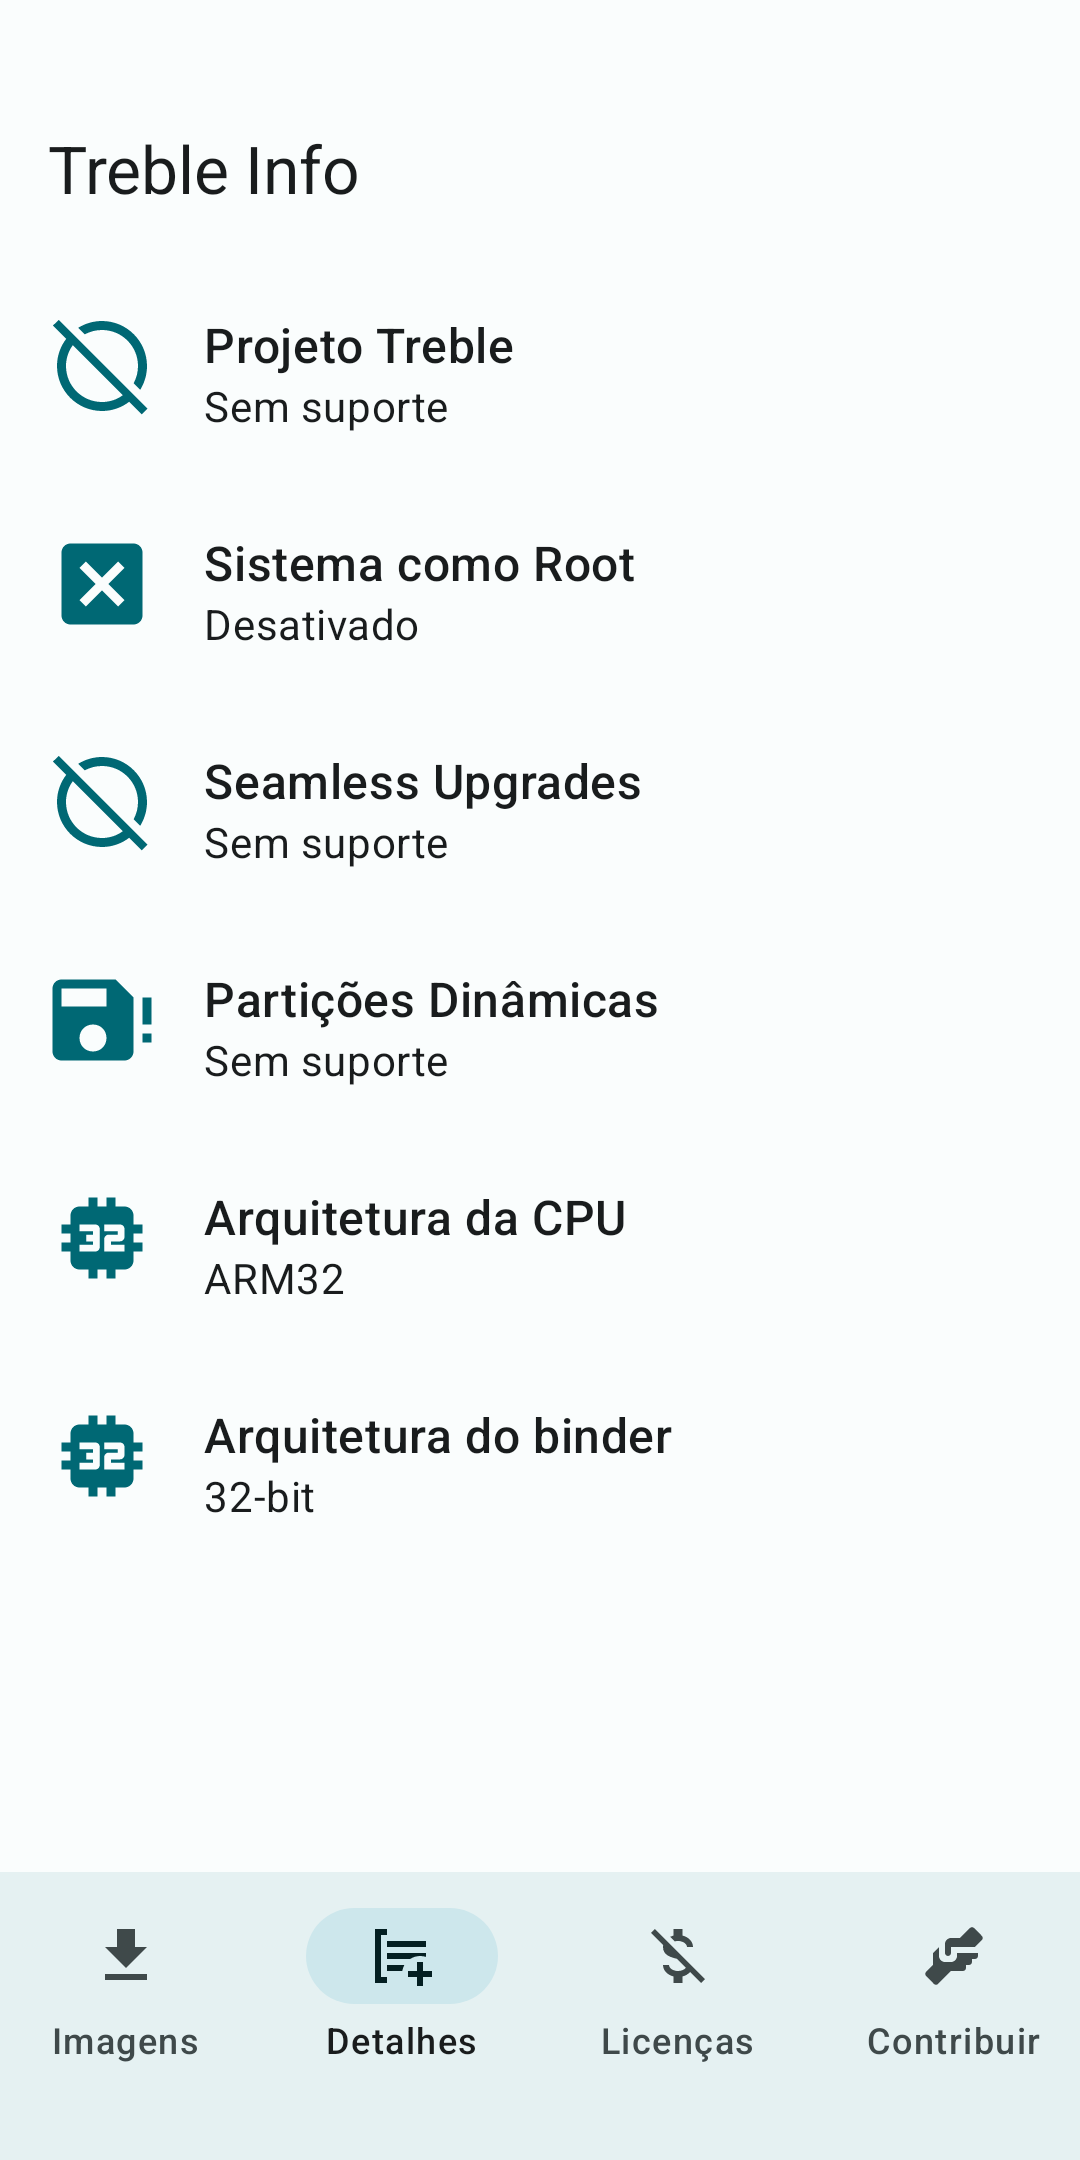 Treble Info
Projeto Treble
Sem suporte
Sistema como Root
Desativado
Seamless Upgrades
Sem suporte
Partições Dinâmicas
Sem suporte
32
Arquitetura da CPU
ARM32
32
Arquitetura do binder
32-bit
Imagens
Detalhes
Licenças
Contribuir